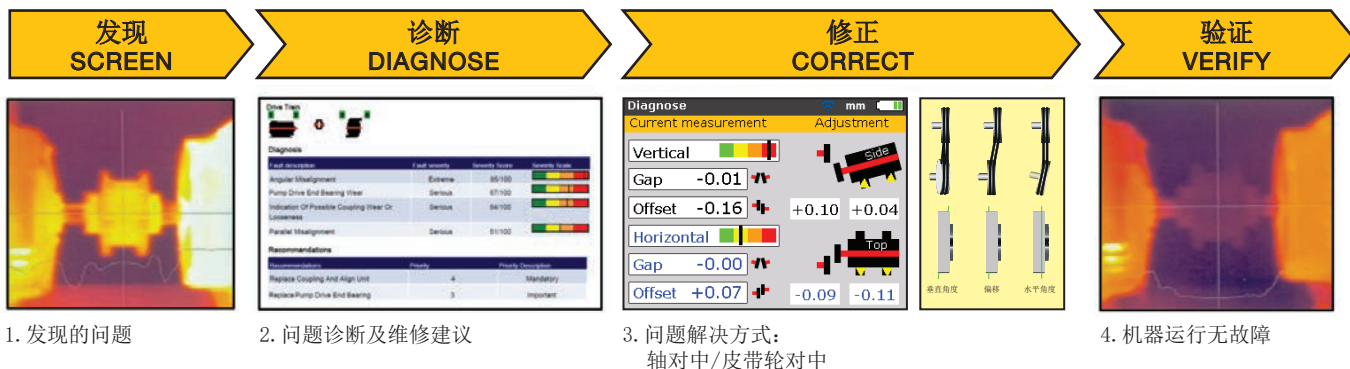 发现
SCREEN
诊断
DIAGNOSE
修正
CORRECT
验证
VERIFY
Drive Train
Diagnosis
Fault description Fault severity Severity Score Severity Scale
Angular Misalignment Extreme 95/100
Pump Drive End Bearing Wear Serious 67/100
Indication Of Possible Coupling Wear Or Looseness Serious 64/100
Parallel Misalignment Serious 51/100
Recommendations
Recommendations Priority Priority Description
Replace Coupling And Align Unit 4 Mandatory
Replace Pump Drive End Bearing 3 Important
Diagnose mm
Current measurement Adjustment
Vertical
Side
Gap -0.01
Offset -0.16 +0.10 +0.04
Horizontal
Top
Gap -0.00
Offset +0.07 -0.09 -0.11
垂直角度 偏移 水平角度
1. 发现的问题
2. 问题诊断及维修建议
3. 问题解决方式：
轴对中/皮带轮对中
4. 机器运行无故障